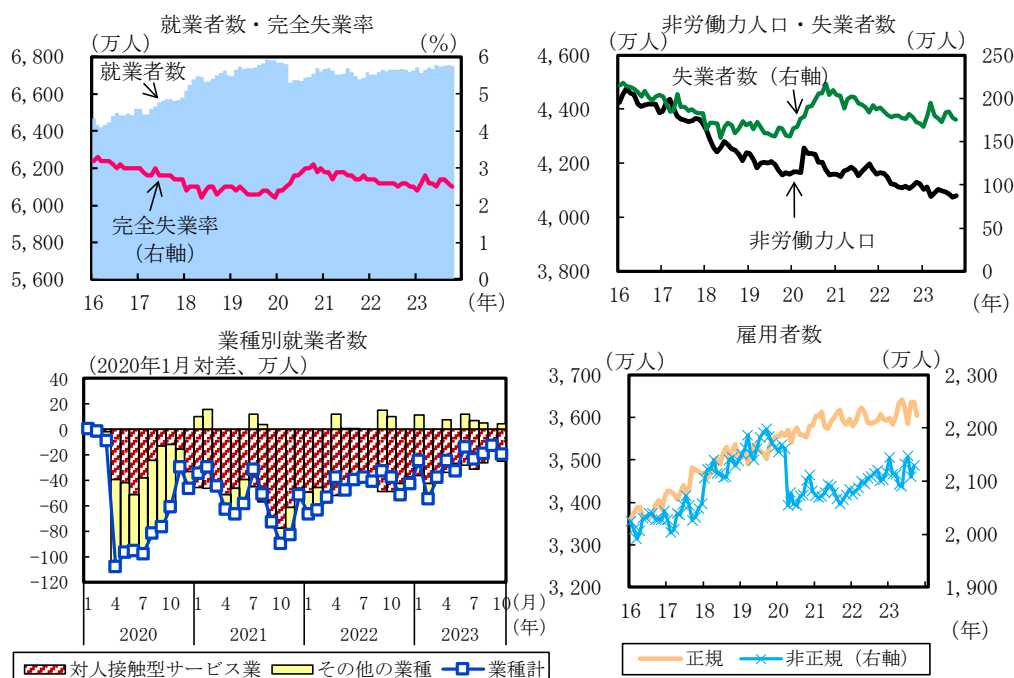 就業者数・完全失業率
(万人)
(%)
6,800
6,600
6,400
6,200
6,000
5,800
5,600
6
5
4
3
2
1
0
就業者数
完全失業率
(右軸)
16 17 18 19 20 21 22 23
(年)
非労働力人口・失業者数
(万人)
(万人)
4,600
4,400
4,200
4,000
3,800
250
200
150
100
50
0
失業者数(右軸)
非労働力人口
16 17 18 19 20 21 22 23
(年)
業種別就業者数
(2020年1月対差、万人)
40
20
0
-20
-40
-60
-80
-100
-120
1 4 7 10 1 4 7 10 1 4 7 10 1 4 7 10 (月)
2020 2021 2022 2023 (年)
対人接触型サービス業 その他の業種 業種計
雇用者数
(万人)
(万人)
3,700
3,600
3,500
3,400
3,300
3,200
2,300
2,200
2,100
2,000
1,900
16 17 18 19 20 21 22 23
(年)
正規 非正規(右軸)